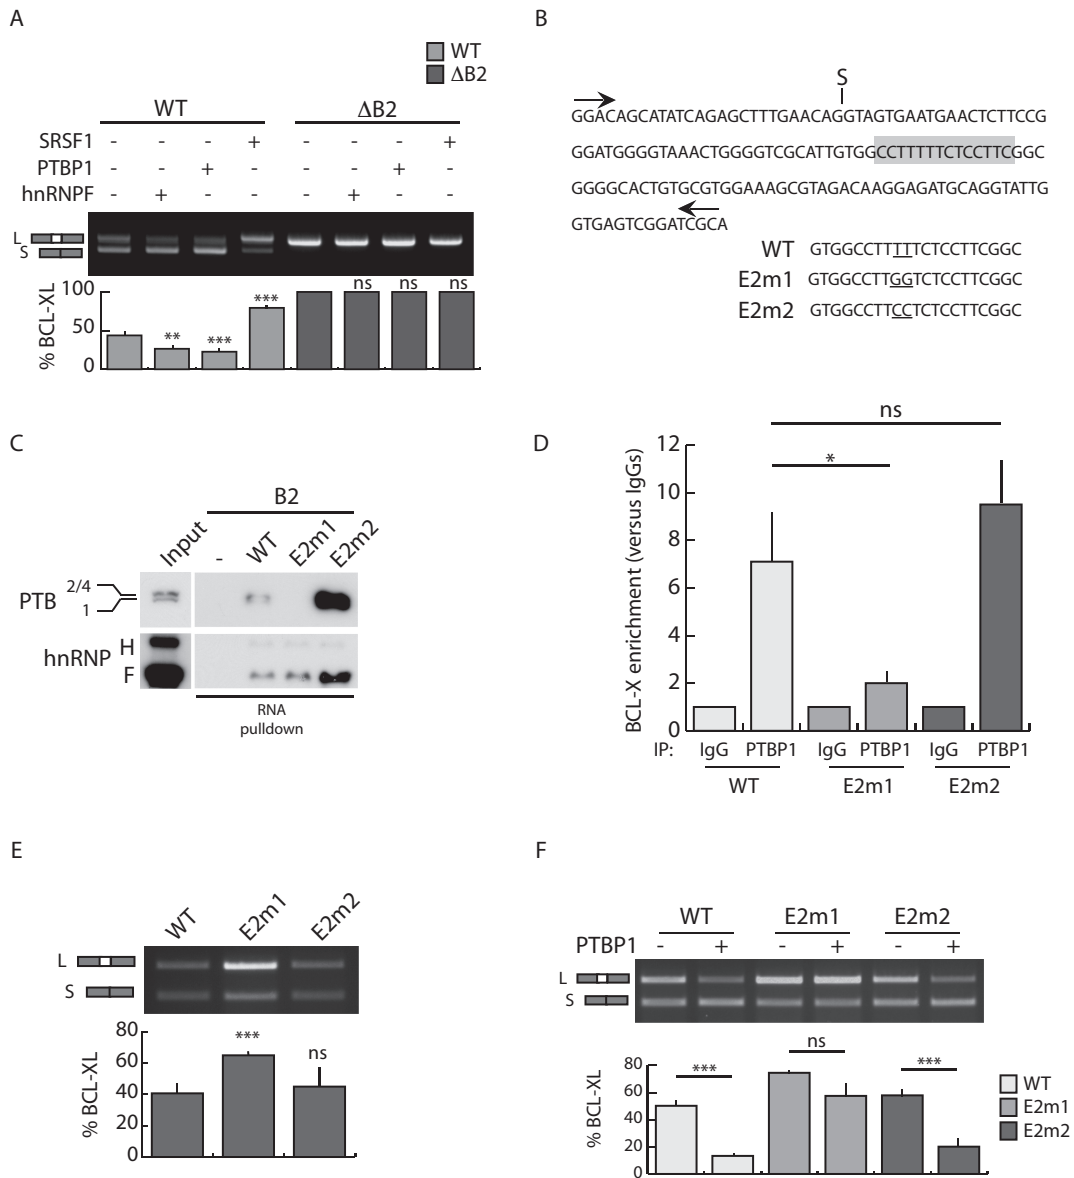 A
WT
ΔB2
WT ΔB2
SRSF1 - - - + - - - +
PTBP1 - - + - - - + -
hnRNPF - + - - - + - -
L
S
% BCL-XL
100
50
0
** *** *** ns ns ns
B
S
GGACAGCATATCAGAGCTTTGAACAGGTAGTGAATGAACTCTTCCG
GGATGGGGTAAACTGGGGTCGCATTGTGGCCTTTTTCTCCTTCGGC
GGGGCACTGTGCGTGGAAAGCGTAGACAAGGAGATGCAGGTATTG
GTGAGTCGGATCGCA
WT GTGGCCTTTTTCTCCTTCGGC
E2m1 GTGGCCTTGGTCTCCTTCGGC
E2m2 GTGGCCTTCCTCTCCTTCGGC
C
B2
Input - WT E2m1 E2m2
PTB 2/4
1
hnRNP H
F
RNA
pulldown
D
BCL-X enrichment (versus IgGs)
12
10
8
6
4
2
0
ns
*
IP: IgG PTBP1 IgG PTBP1 IgG PTBP1
WT E2m1 E2m2
E
WT E2m1 E2m2
L
S
% BCL-XL
80
60
40
20
0
*** ns
F
WT E2m1 E2m2
PTBP1 - + - + - +
L
S
% BCL-XL
80
60
40
20
0
*** ns ***
WT
E2m1
E2m2